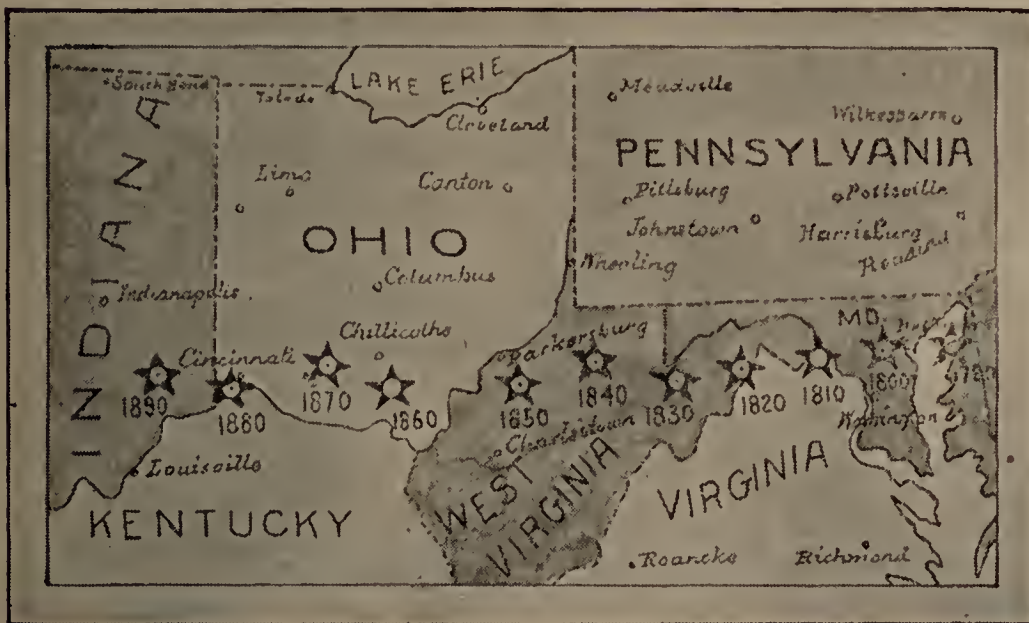 LAKE ERIE
South Bend
Toledo
Cleveland
Meadville
Wilkesbarre
PENNSYLVANIA
Lima
Canton
Pittsburg
Pottsville
Johnstown
Harrisburg
OHIO
Wheeling
INDIANA
Indianapolis
Columbus
Chillicothe
Parkersburg
MD.
Cincinnati
1890
1880
1870
1860
1850
1840
1830
1820
1810
1800
Charlestown
Louisville
WEST
VIRGINIA
VIRGINIA
KENTUCKY
Roanoke
Richmond